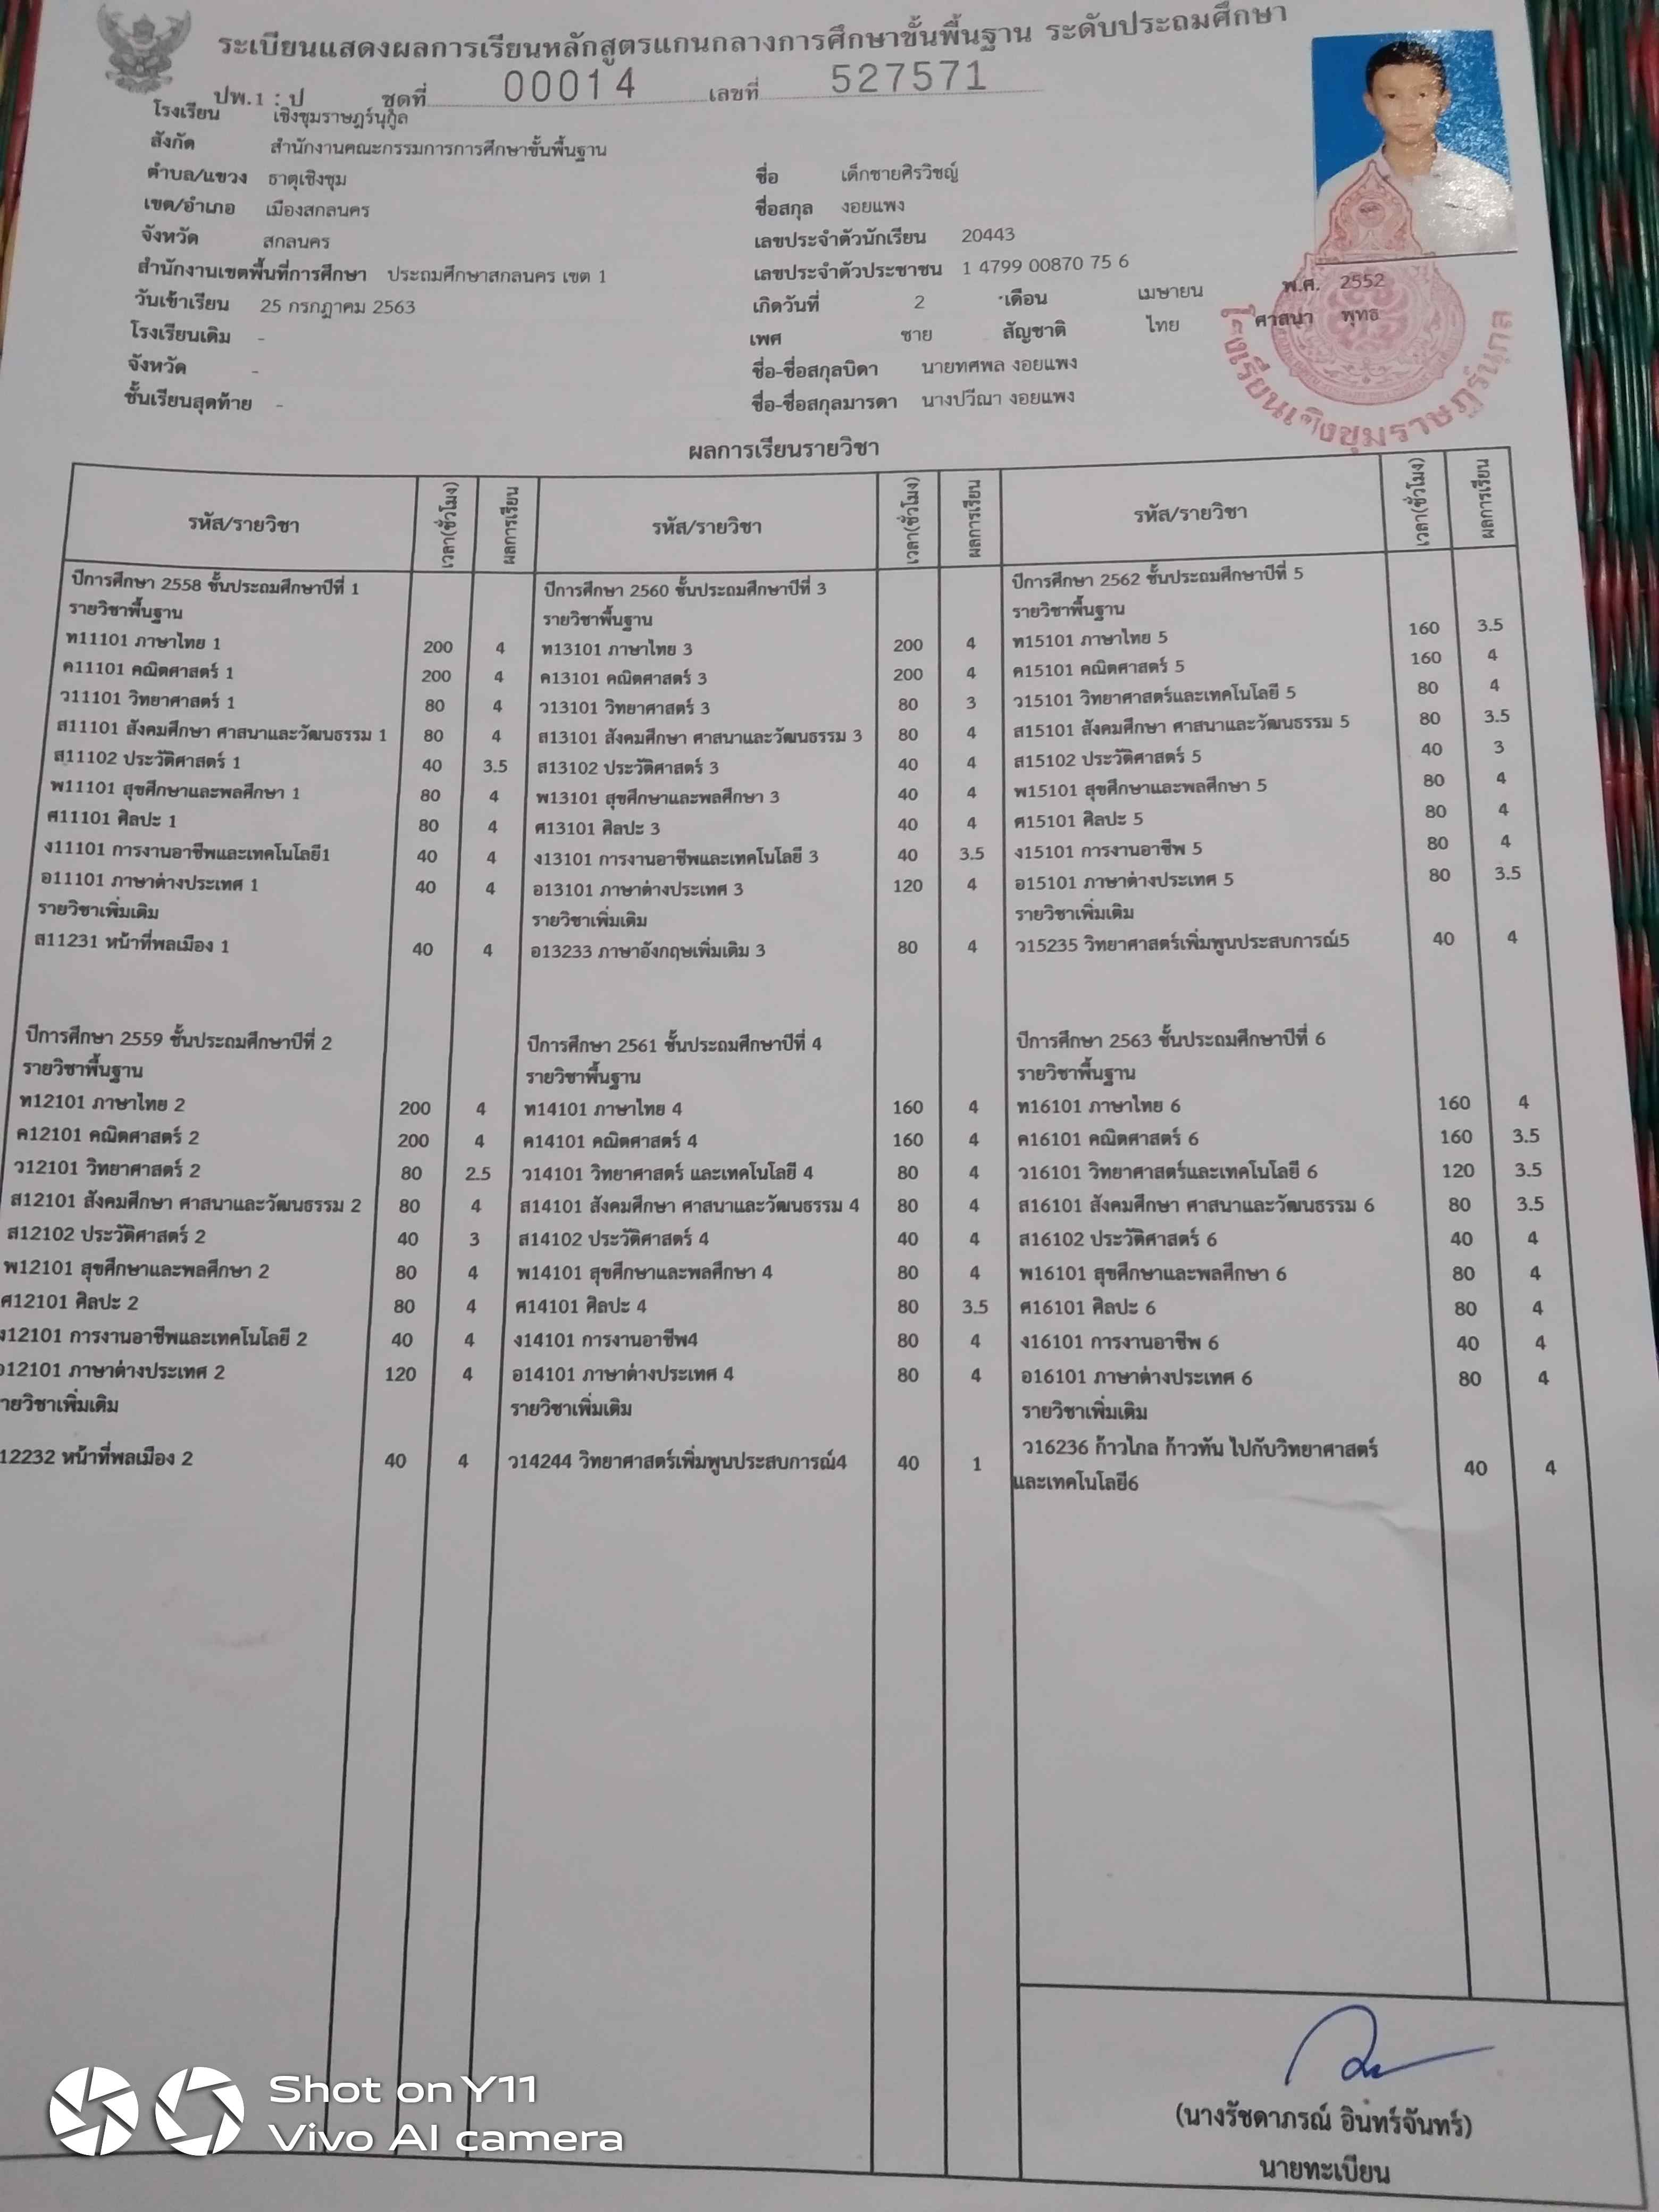 ระเบียนแสดงผลการเรียนหลักสูตรแกนกลางการศึกษาขั้นพื้นฐาน ระดับประถมศึกษา
ปพ.1 : ป ชุดที่ 00014 เลขที่ 527571
โรงเรียน เชิงชุมราษฎร์นุกูล
สังกัด สำนักงานคณะกรรมการการศึกษาขั้นพื้นฐาน
ตำบล/แขวง ธาตุเชิงชุม
เขต/อำเภอ เมืองสกลนคร
จังหวัด สกลนคร
สำนักงานเขตพื้นที่การศึกษา ประถมศึกษาสกลนคร เขต 1
วันเข้าเรียน 25 กรกฎาคม 2563
โรงเรียนเดิม -
จังหวัด -
ชั้นเรียนสุดท้าย -
ชื่อ เด็กชายศิรวิชญ์
ชื่อสกุล งอยแพง
เลขประจำตัวนักเรียน 20443
เลขประจำตัวประชาชน 1 4799 00870 75 6
เกิดวันที่ 2 เดือน เมษายน พ.ศ. 2552
เพศ ชาย สัญชาติ ไทย ศาสนา พุทธ
ชื่อ-ชื่อสกุลบิดา นายทศพล งอยแพง
ชื่อ-ชื่อสกุลมารดา นางปวีณา งอยแพง
โรงเรียนเชิงชุมราษฎร์นุกูล
ผลการเรียนรายวิชา
รหัส/รายวิชา เวลา(ชั่วโมง) ผลการเรียน รหัส/รายวิชา เวลา(ชั่วโมง) ผลการเรียน รหัส/รายวิชา เวลา(ชั่วโมง) ผลการเรียน
ปีการศึกษา 2558 ชั้นประถมศึกษาปีที่ 1
รายวิชาพื้นฐาน
ท11101 ภาษาไทย 1 200 4
ค11101 คณิตศาสตร์ 1 200 4
ว11101 วิทยาศาสตร์ 1 80 4
ส11101 สังคมศึกษา ศาสนาและวัฒนธรรม 1 80 4
ส11102 ประวัติศาสตร์ 1 40 3.5
พ11101 สุขศึกษาและพลศึกษา 1 80 4
ศ11101 ศิลปะ 1 80 4
ง11101 การงานอาชีพและเทคโนโลยี1 40 4
อ11101 ภาษาต่างประเทศ 1 40 4
รายวิชาเพิ่มเติม
ส11231 หน้าที่พลเมือง 1 40 4
ปีการศึกษา 2559 ชั้นประถมศึกษาปีที่ 2
รายวิชาพื้นฐาน
ท12101 ภาษาไทย 2 200 4
ค12101 คณิตศาสตร์ 2 200 4
ว12101 วิทยาศาสตร์ 2 80 2.5
ส12101 สังคมศึกษา ศาสนาและวัฒนธรรม 2 80 4
ส12102 ประวัติศาสตร์ 2 40 3
พ12101 สุขศึกษาและพลศึกษา 2 80 4
ศ12101 ศิลปะ 2 80 4
ง12101 การงานอาชีพและเทคโนโลยี 2 40 4
อ12101 ภาษาต่างประเทศ 2 120 4
ายวิชาเพิ่มเติม
12232 หน้าที่พลเมือง 2 40 4
ปีการศึกษา 2560 ชั้นประถมศึกษาปีที่ 3
รายวิชาพื้นฐาน
ท13101 ภาษาไทย 3 200 4
ค13101 คณิตศาสตร์ 3 200 4
ว13101 วิทยาศาสตร์ 3 80 3
ส13101 สังคมศึกษา ศาสนาและวัฒนธรรม 3 80 4
ส13102 ประวัติศาสตร์ 3 40 4
พ13101 สุขศึกษาและพลศึกษา 3 40 4
ศ13101 ศิลปะ 3 40 4
ง13101 การงานอาชีพและเทคโนโลยี 3 40 3.5
อ13101 ภาษาต่างประเทศ 3 120 4
รายวิชาเพิ่มเติม
อ13233 ภาษาอังกฤษเพิ่มเติม 3 80 4
ปีการศึกษา 2561 ชั้นประถมศึกษาปีที่ 4
รายวิชาพื้นฐาน
ท14101 ภาษาไทย 4 160 4
ค14101 คณิตศาสตร์ 4 160 4
ว14101 วิทยาศาสตร์ และเทคโนโลยี 4 80 4
ส14101 สังคมศึกษา ศาสนาและวัฒนธรรม 4 80 4
ส14102 ประวัติศาสตร์ 4 40 4
พ14101 สุขศึกษาและพลศึกษา 4 80 4
ศ14101 ศิลปะ 4 80 3.5
ง14101 การงานอาชีพ4 80 4
อ14101 ภาษาต่างประเทศ 4 80 4
รายวิชาเพิ่มเติม
ว14244 วิทยาศาสตร์เพิ่มพูนประสบการณ์4 40 1
ปีการศึกษา 2562 ชั้นประถมศึกษาปีที่ 5
รายวิชาพื้นฐาน
ท15101 ภาษาไทย 5 160 3.5
ค15101 คณิตศาสตร์ 5 160 4
ว15101 วิทยาศาสตร์และเทคโนโลยี 5 80 4
ส15101 สังคมศึกษา ศาสนาและวัฒนธรรม 5 80 3.5
ส15102 ประวัติศาสตร์ 5 40 3
พ15101 สุขศึกษาและพลศึกษา 5 80 4
ศ15101 ศิลปะ 5 80 4
ง15101 การงานอาชีพ 5 80 4
อ15101 ภาษาต่างประเทศ 5 80 3.5
รายวิชาเพิ่มเติม
ว15235 วิทยาศาสตร์เพิ่มพูนประสบการณ์5 40 4
ปีการศึกษา 2563 ชั้นประถมศึกษาปีที่ 6
รายวิชาพื้นฐาน
ท16101 ภาษาไทย 6 160 4
ค16101 คณิตศาสตร์ 6 160 3.5
ว16101 วิทยาศาสตร์และเทคโนโลยี 6 120 3.5
ส16101 สังคมศึกษา ศาสนาและวัฒนธรรม 6 80 3.5
ส16102 ประวัติศาสตร์ 6 40 4
พ16101 สุขศึกษาและพลศึกษา 6 80 4
ศ16101 ศิลปะ 6 80 4
ง16101 การงานอาชีพ 6 40 4
อ16101 ภาษาต่างประเทศ 6 80 4
รายวิชาเพิ่มเติม
ว16236 ก้าวไกล ก้าวทัน ไปกับวิทยาศาสตร์
และเทคโนโลยี6 40 4
(นางรัชดาภรณ์ อินทร์จันทร์)
นายทะเบียน
Shot on Y11
Vivo AI camera